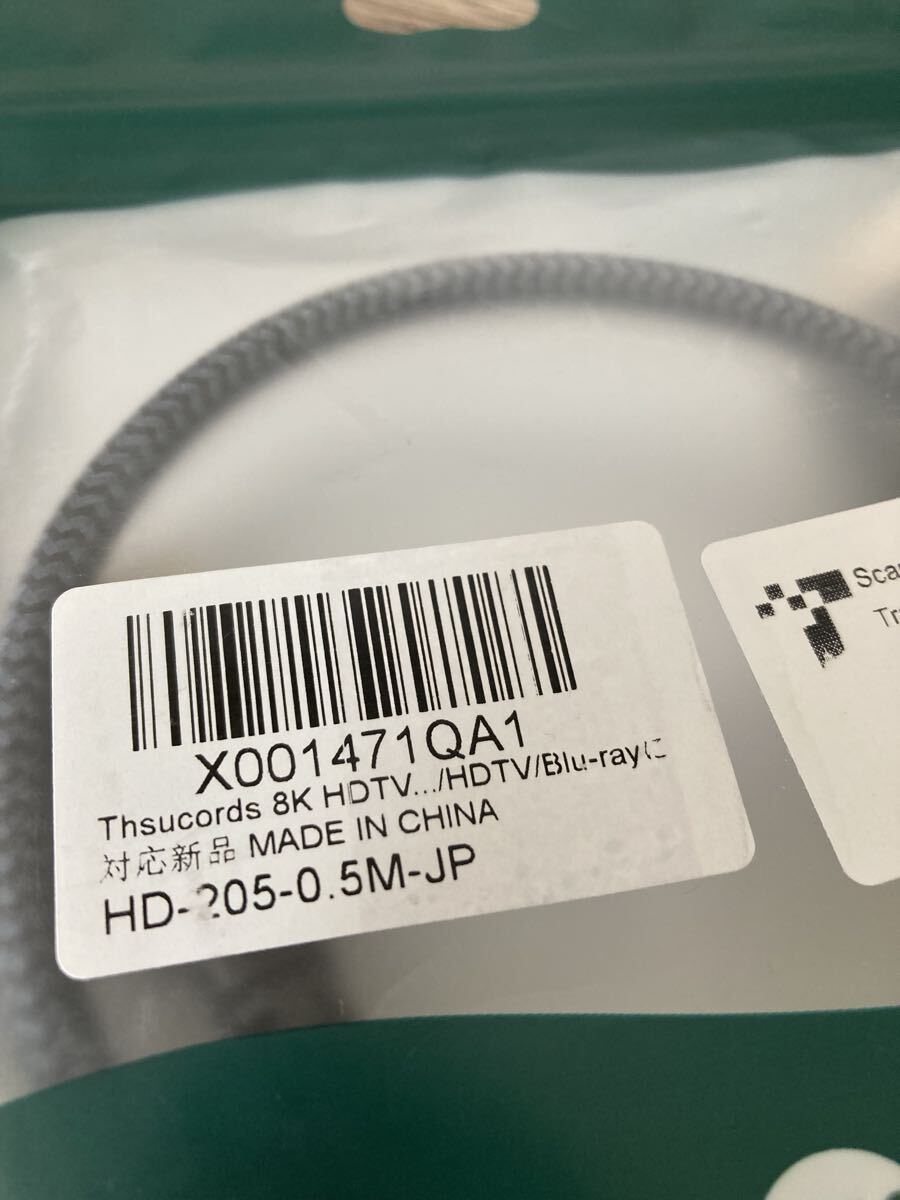 X001471QA1
Thsucords 8K HDTV.../HDTV/Blu-rayに
対応新品 MADE IN CHINA
HD-205-0.5M-JP